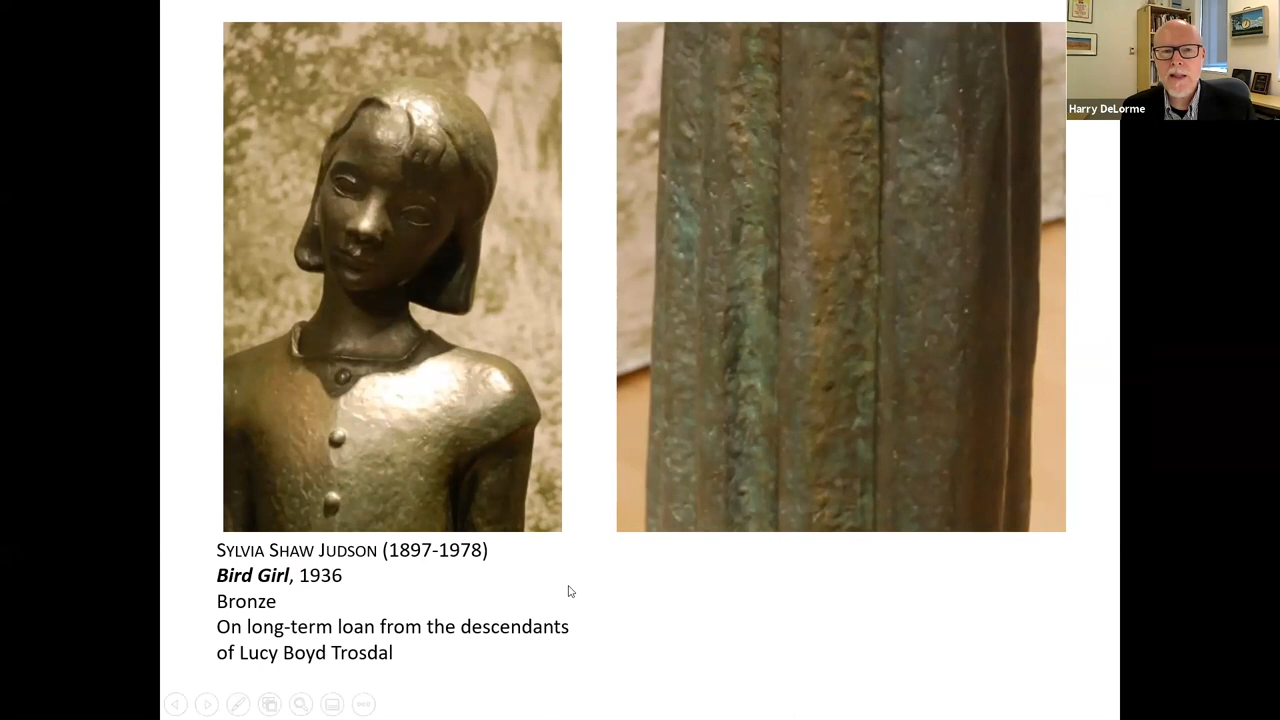 Harry DeLorme
SYLVIA SHAW JUDSON (1897-1978)
Bird Girl, 1936
Bronze
On long-term loan from the descendants
of Lucy Boyd Trosdal